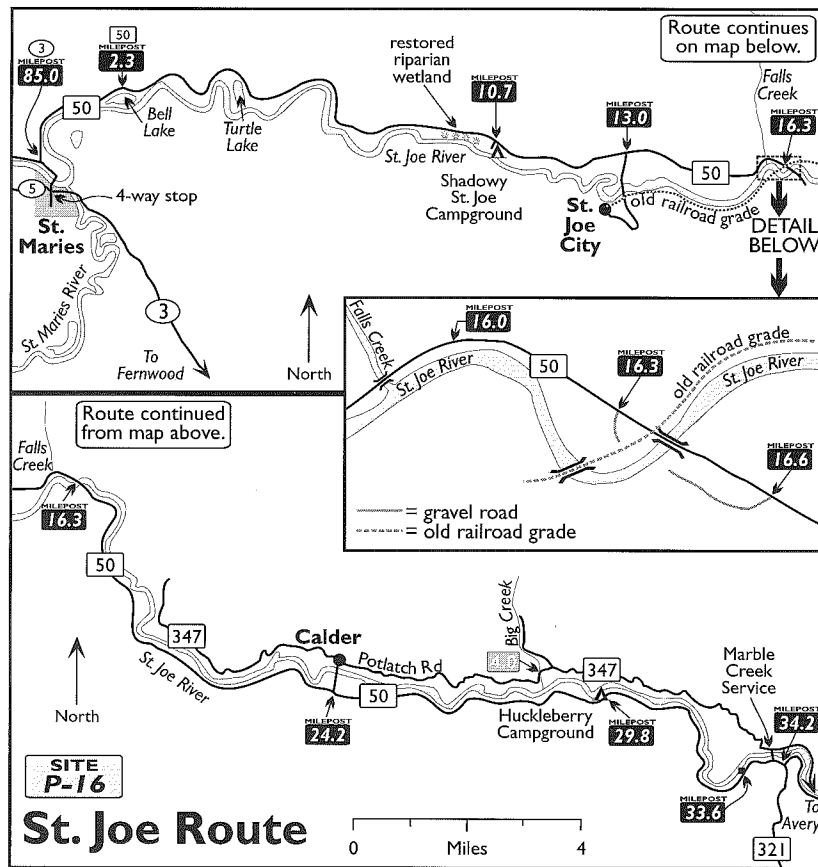 Route continues
on map below.
3
MILEPOST
85.0
50
MILEPOST
2.3
restored
riparian
wetland
MILEPOST
10.7
MILEPOST
13.0
Falls
Creek
MILEPOST
16.3
50
Bell
Lake
Turtle
Lake
St. Joe River
50
5
4-way stop
St.
Maries
Shadowy
St. Joe
Campground
St.
Joe
City
old railroad grade
DETAIL
BELOW
St. Maries River
3
To
Fernwood
North
Falls Creek
MILEPOST
16.0
St. Joe River
50
MILEPOST
16.3
old railroad grade
St. Joe River
MILEPOST
16.6
= gravel road
= old railroad grade
Route continued
from map above.
Falls
Creek
MILEPOST
16.3
50
347
St. Joe River
North
Calder
Potlatch Rd
MILEPOST
24.2
50
Big Creek
347
Huckleberry
Campground
MILEPOST
29.8
Marble
Creek
Service
MILEPOST
34.2
MILEPOST
33.6
To
Avery
321
SITE
P-16
St. Joe Route
0
Miles
4